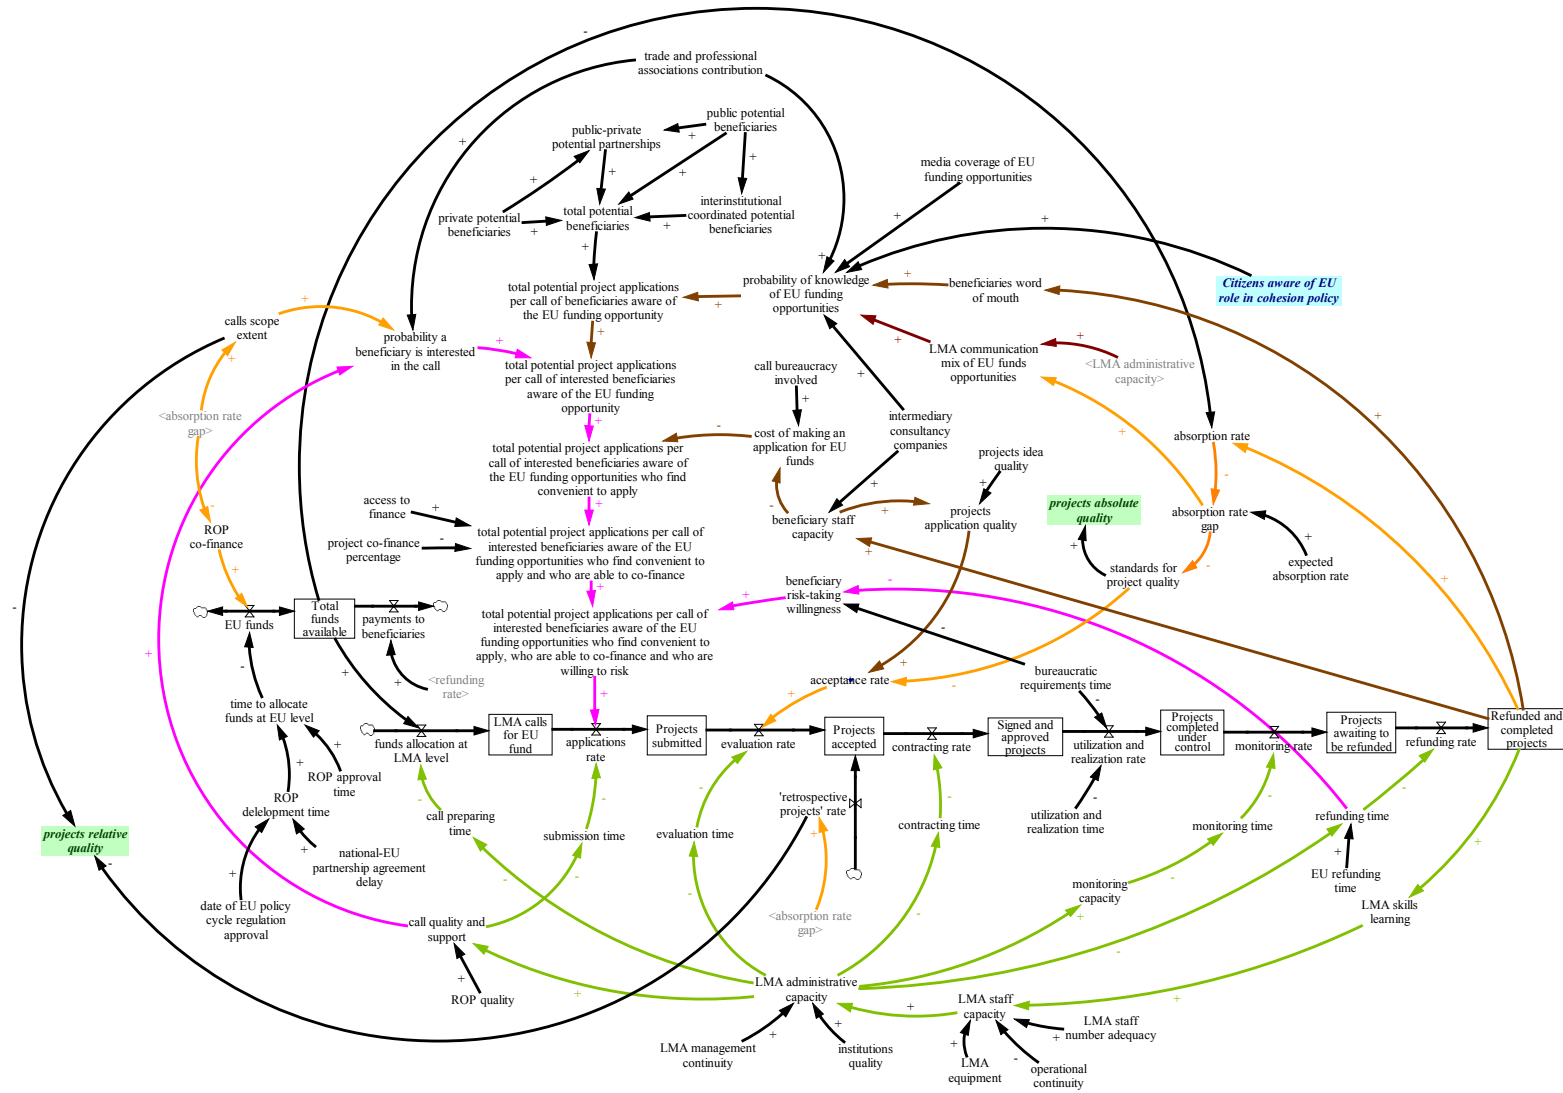 trade and professional
associations contribution
public potential
beneficiaries
public-private
potential partnerships
media coverage of EU
funding opportunities
private potential
beneficiaries
total potential
beneficiaries
interinstitutional
coordinated potential
beneficiaries
probability of knowledge
of EU funding
opportunities
beneficiaries word
of mouth
Citizens aware of EU
role in cohesion policy
total potential project applications
per call of beneficiaries aware of
the EU funding opportunity
calls scope
extent
probability a
beneficiary is interested
in the call
LMA communication
mix of EU funds
opportunities
<LMA administrative
capacity>
total potential project applications
per call of interested beneficiaries
aware of the EU funding
opportunity
call bureaucracy
involved
<absorption rate
gap>
intermediary
consultancy
companies
cost of making an
application for EU
funds
absorption rate
total potential project applications per
call of interested beneficiaries aware of
the EU funding opportunities who find
convenient to apply
projects idea
quality
access to
finance
projects absolute
quality
beneficiary staff
capacity
projects
application quality
absorption rate
gap
ROP
co-finance
project co-finance
percentage
total potential project applications per call of
interested beneficiaries aware of the EU
funding opportunities who find convenient to
apply and who are able to co-finance
expected
absorption rate
standards for
project quality
beneficiary
risk-taking
willingness
EU funds
Total
funds
available
payments to
beneficiaries
total potential project applications per call of
interested beneficiaries aware of the EU
funding opportunities who find convenient to
apply, who are able to co-finance and who are
willing to risk
<refunding
rate>
acceptance rate
bureaucratic
requirements time
time to allocate
funds at EU level
funds allocation at
LMA level
LMA calls
for EU
fund
applications
rate
Projects
submitted
evaluation rate
Projects
accepted
contracting rate
Signed and
approved
projects
utilization and
realization rate
Projects
completed
under
control
monitoring rate
Projects
awaiting to
be refunded
refunding rate
Refunded and
completed
projects
ROP approval
time
ROP
delelopment time
call preparing
time
submission time
evaluation time
'retrospective
projects' rate
contracting time
utilization and
realization time
monitoring time
refunding time
projects relative
quality
national-EU
partnership agreement
delay
EU refunding
time
monitoring
capacity
date of EU policy
cycle regulation
approval
call quality and
support
<absorption rate
gap>
LMA skills
learning
ROP quality
LMA administrative
capacity
LMA staff
capacity
LMA management
continuity
institutions
quality
LMA
equipment
operational
continuity
LMA staff
number adequacy